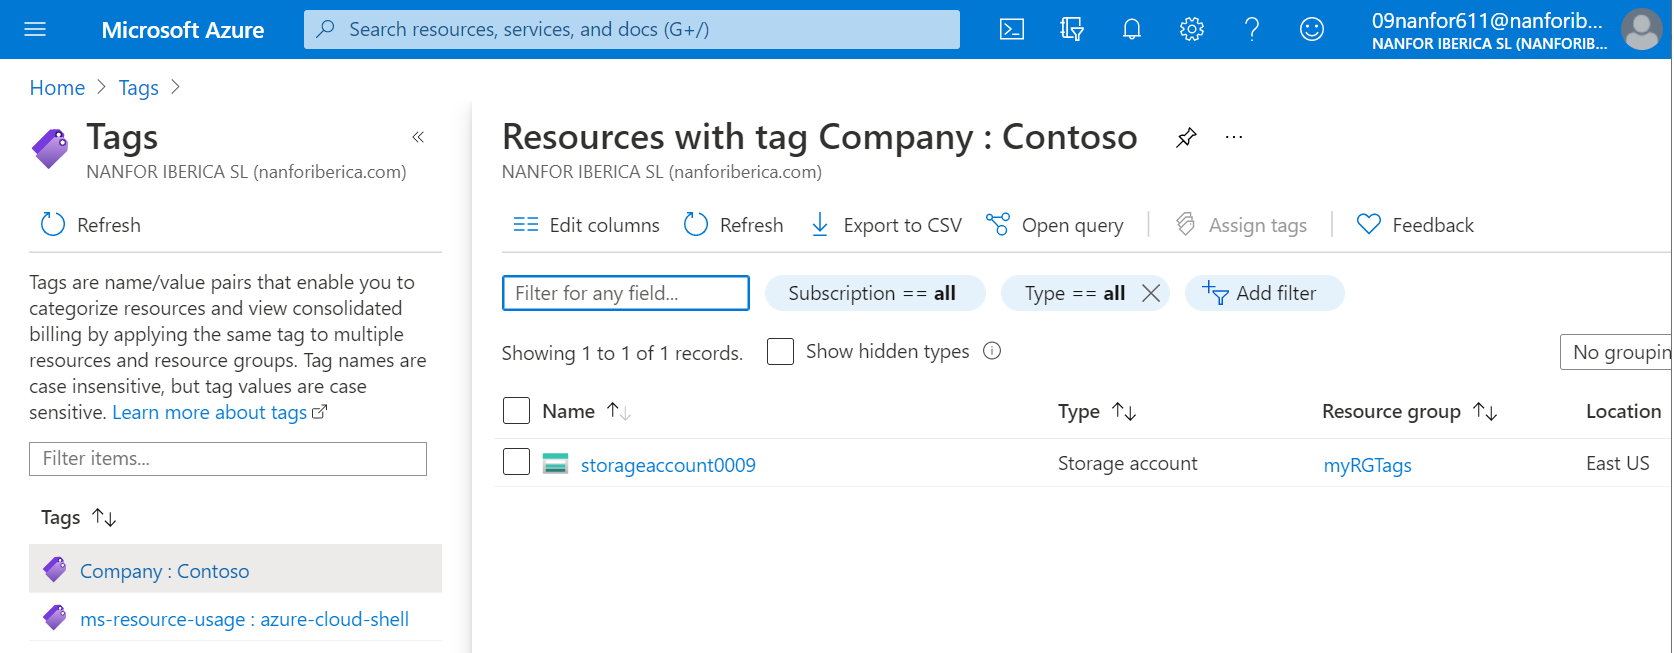 Microsoft Azure
Search resources, services, and docs (G+/)
09nanfor611@nanforib...
NANFOR IBERICA SL (NANFORIB...
Home > Tags >
Tags
NANFOR IBERICA SL (nanforiberica.com)
Refresh
Tags are name/value pairs that enable you to
categorize resources and view consolidated
billing by applying the same tag to multiple
resources and resource groups. Tag names are
case insensitive, but tag values are case
sensitive. Learn more about tags
Filter items...
Tags
Company : Contoso
ms-resource-usage : azure-cloud-shell
Resources with tag Company : Contoso
NANFOR IBERICA SL (nanforiberica.com)
Edit columns Refresh Export to CSV Open query Assign tags Feedback
Filter for any field... Subscription == all Type == all Add filter
Showing 1 to 1 of 1 records. Show hidden types
No groupin
Name Type Resource group Location
storageaccount0009 Storage account myRGTags East US